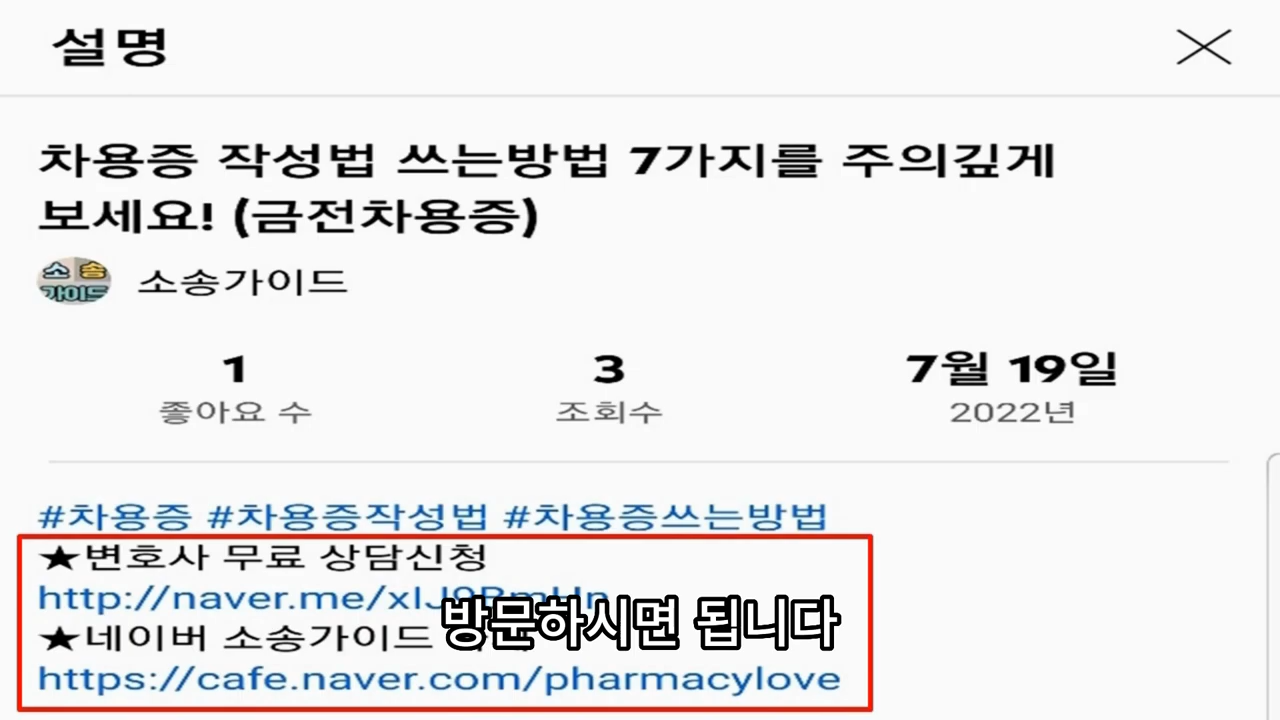 설명
차용증 작성법 쓰는방법 7가지를 주의깊게
보세요! (금전차용증)
소송가이드
소송가이드
1
3
7월 19일
좋아요 수
조회수
2022년
#차용증 #차용증작성법 #차용증쓰는방법
★변호사 무료 상담신청
★네이버 소송가이드
방문하시면 됩니다
https://cafe.naver.com/pharmacylove